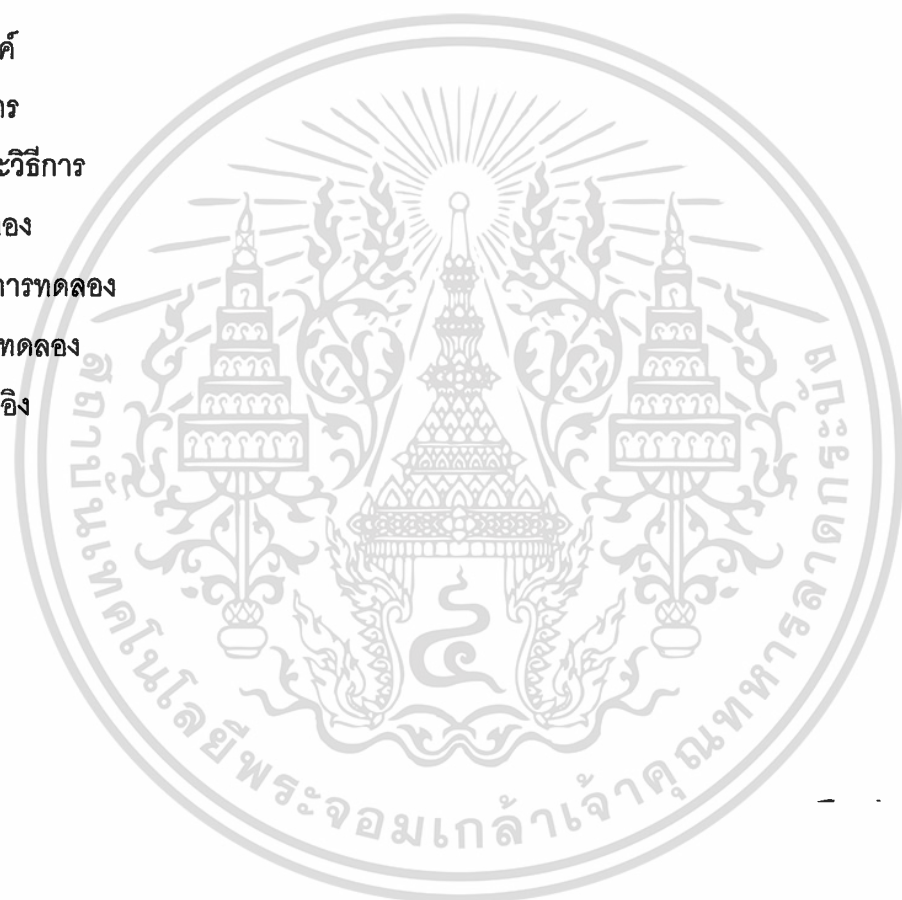 ค์
าร
ะวิธีการ
อง
การทดลอง
ทดลอง
อิง
สถาบันเทคโนโลยีพระจอมเกล้าเจ้าคุณทหารลาดกระบัง
๔